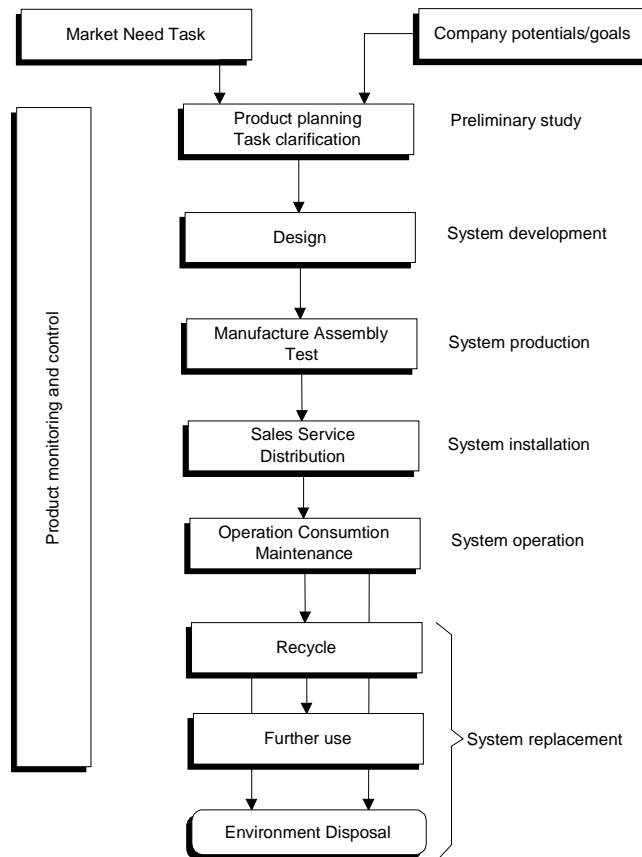 Market Need Task
Company potentials/goals
Product planning
Task clarification
Preliminary study
Design
System development
Manufacture Assembly
Test
System production
Sales Service
Distribution
System installation
Operation Consumtion
Maintenance
System operation
Product monitoring and control
Recycle
Further use
System replacement
Environment Disposal